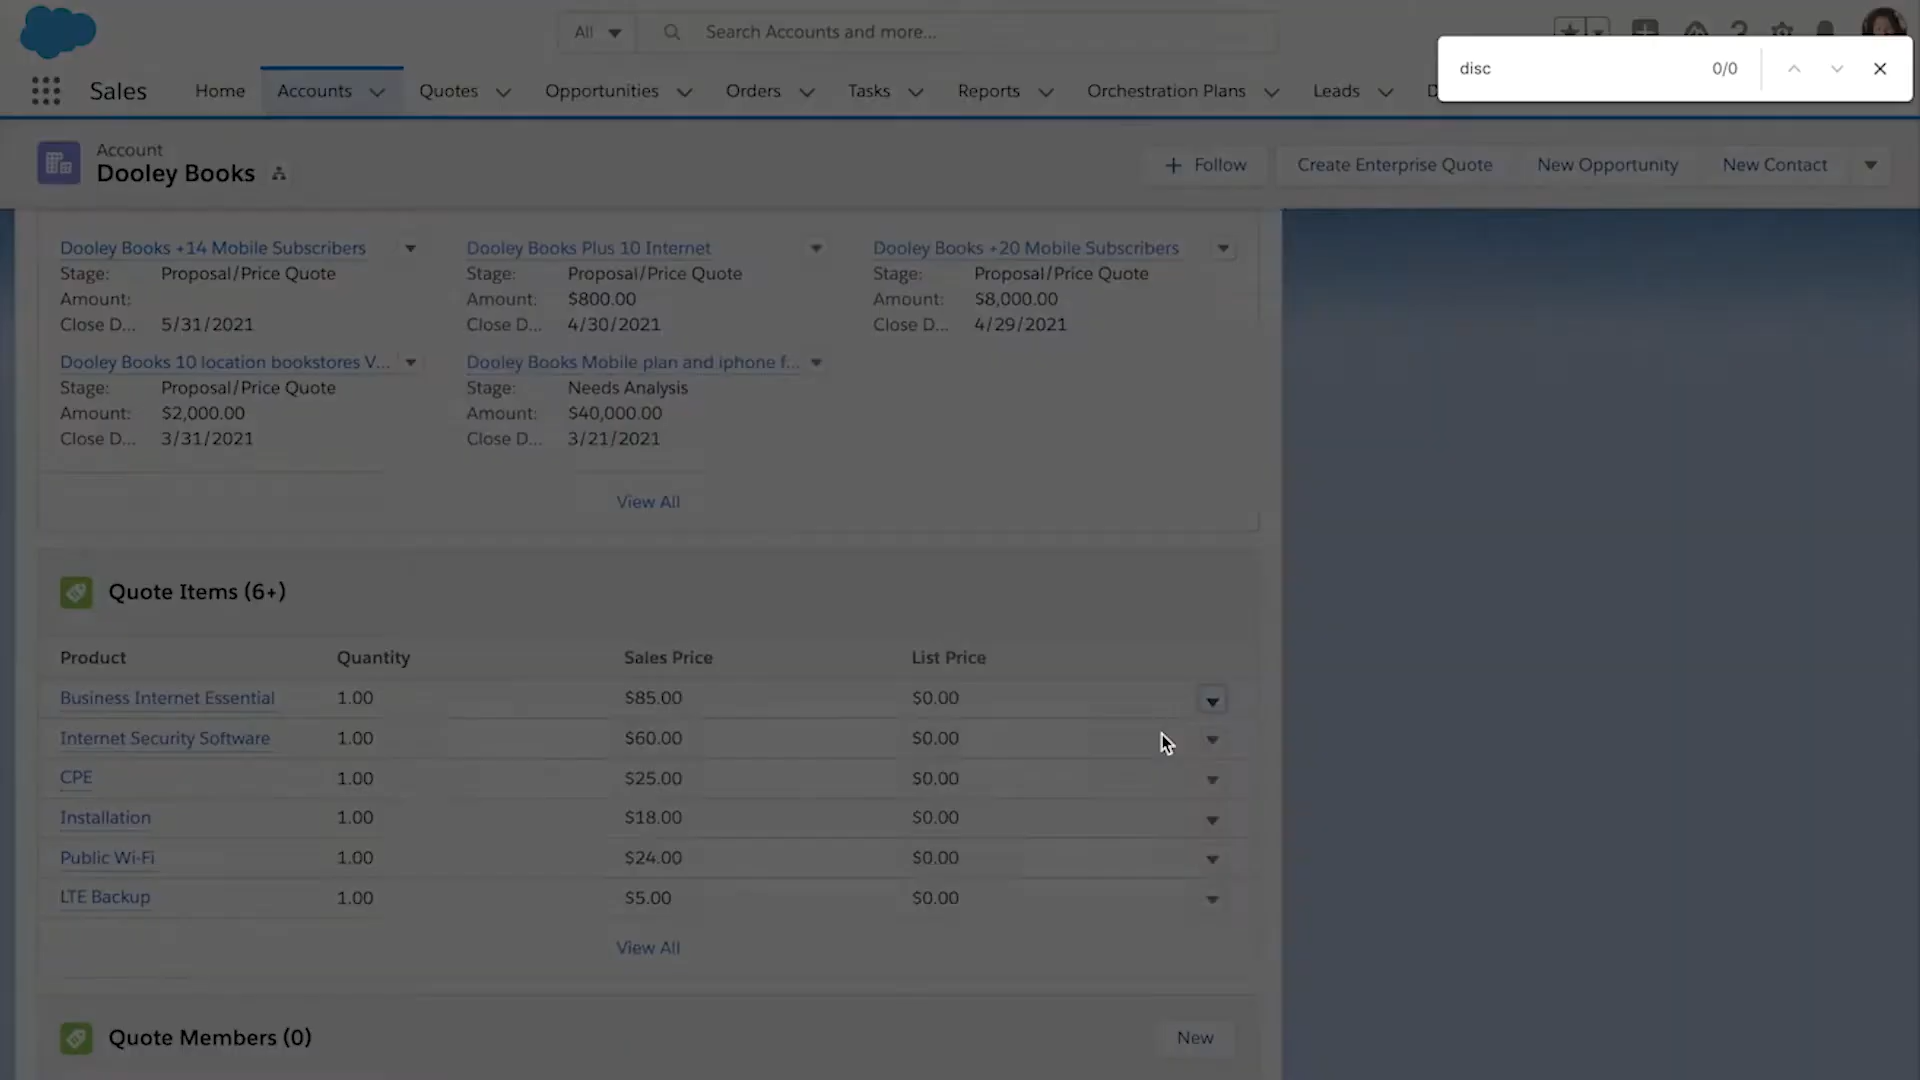 All
Search Accounts and more...
disc
0/0
Sales
Home
Accounts
Quotes
Opportunities
Orders
Tasks
Reports
Orchestration Plans
Leads
Account
Dooley Books
Follow
Create Enterprise Quote
New Opportunity
New Contact
Dooley Books +14 Mobile Subscribers
Stage: Proposal/Price Quote
Amount:
Close D... 5/31/2021
Dooley Books Plus 10 Internet
Stage: Proposal/Price Quote
Amount: $800.00
Close D... 4/30/2021
Dooley Books +20 Mobile Subscribers
Stage: Proposal/Price Quote
Amount: $8,000.00
Close D... 4/29/2021
Dooley Books 10 location bookstores V...
Stage: Proposal/Price Quote
Amount: $2,000.00
Close D... 3/31/2021
Dooley Books Mobile plan and iphone f...
Stage: Needs Analysis
Amount: $40,000.00
Close D... 3/21/2021
View All
Quote Items (6+)
Product Quantity Sales Price List Price
Business Internet Essential 1.00 $85.00 $0.00
Internet Security Software 1.00 $60.00 $0.00
CPE 1.00 $25.00 $0.00
Installation 1.00 $18.00 $0.00
Public Wi-Fi 1.00 $24.00 $0.00
LTE Backup 1.00 $5.00 $0.00
View All
Quote Members (0)
New